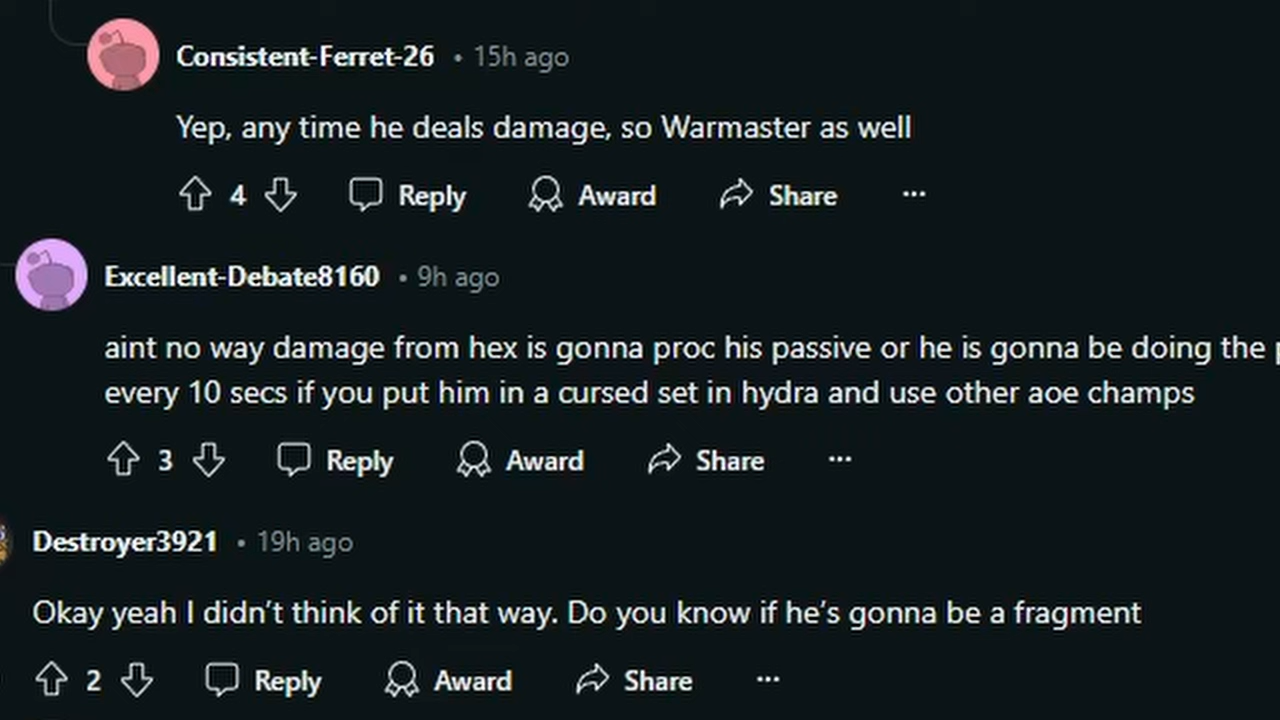 Consistent-Ferret-26 • 15h ago
Yep, any time he deals damage, so Warmaster as well
4 Reply Award Share ...
Excellent-Debate8160 • 9h ago
aint no way damage from hex is gonna proc his passive or he is gonna be doing the
every 10 secs if you put him in a cursed set in hydra and use other aoe champs
3 Reply Award Share ...
Destroyer3921 • 19h ago
Okay yeah I didn’t think of it that way. Do you know if he’s gonna be a fragment
2 Reply Award Share ...